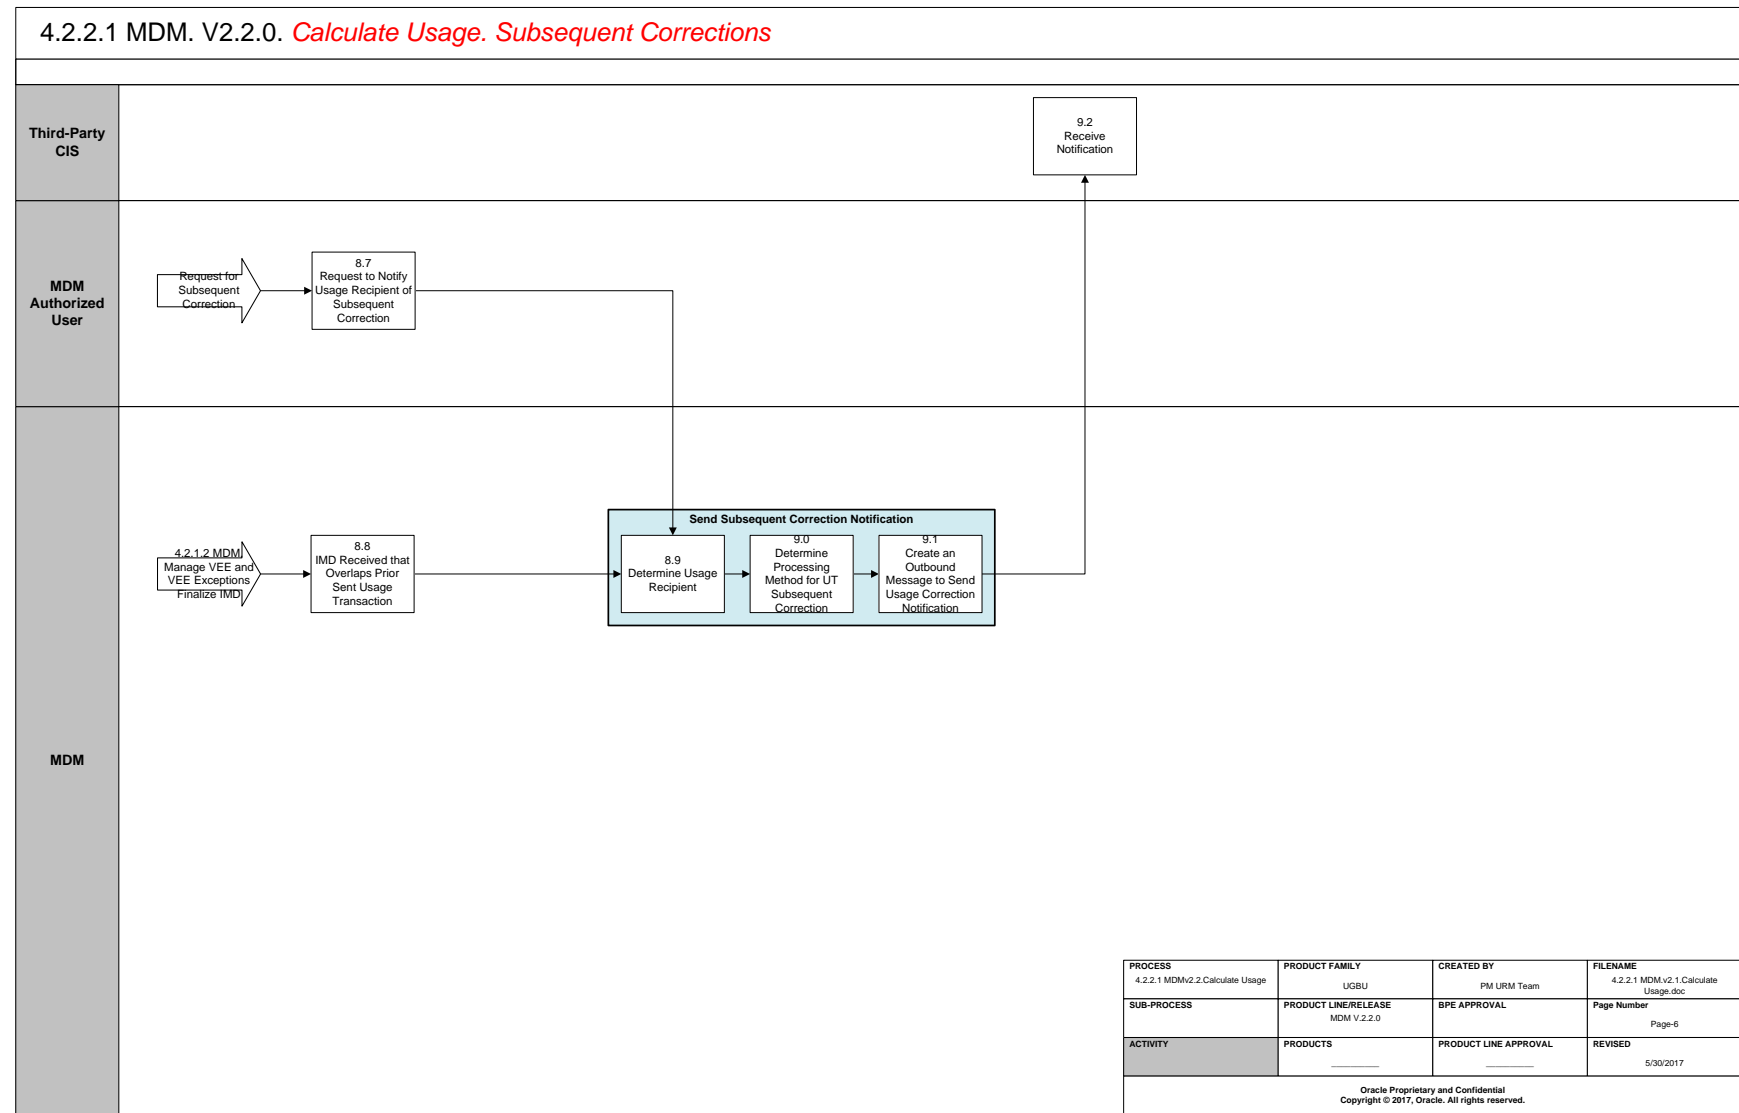 4.2.2.1 MDM. V2.2.0. Calculate Usage. Subsequent Corrections
Third-Party
CIS
9.2
Receive
Notification
MDM
Authorized
User
Request for
Subsequent
Correction
8.7
Request to Notify
Usage Recipient of
Subsequent
Correction
MDM
4.2.1.2 MDM.
Manage VEE and
VEE Exceptions
Finalize IMD
8.8
IMD Received that
Overlaps Prior
Sent Usage
Transaction
Send Subsequent Correction Notification
8.9
Determine Usage
Recipient
9.0
Determine
Processing
Method for UT
Subsequent
Correction
9.1
Create an
Outbound
Message to Send
Usage Correction
Notification
PROCESS
4.2.2.1 MDMv2.2.Calculate Usage
PRODUCT FAMILY
UGBU
CREATED BY
PM URM Team
FILENAME
4.2.2.1 MDM.v2.1.Calculate
Usage.doc
SUB-PROCESS
PRODUCT LINE/RELEASE
MDM V.2.2.0
BPE APPROVAL
Page Number
Page-6
ACTIVITY
PRODUCTS
__________
PRODUCT LINE APPROVAL
__________
REVISED
5/30/2017
Oracle Proprietary and Confidential
Copyright © 2017, Oracle. All rights reserved.